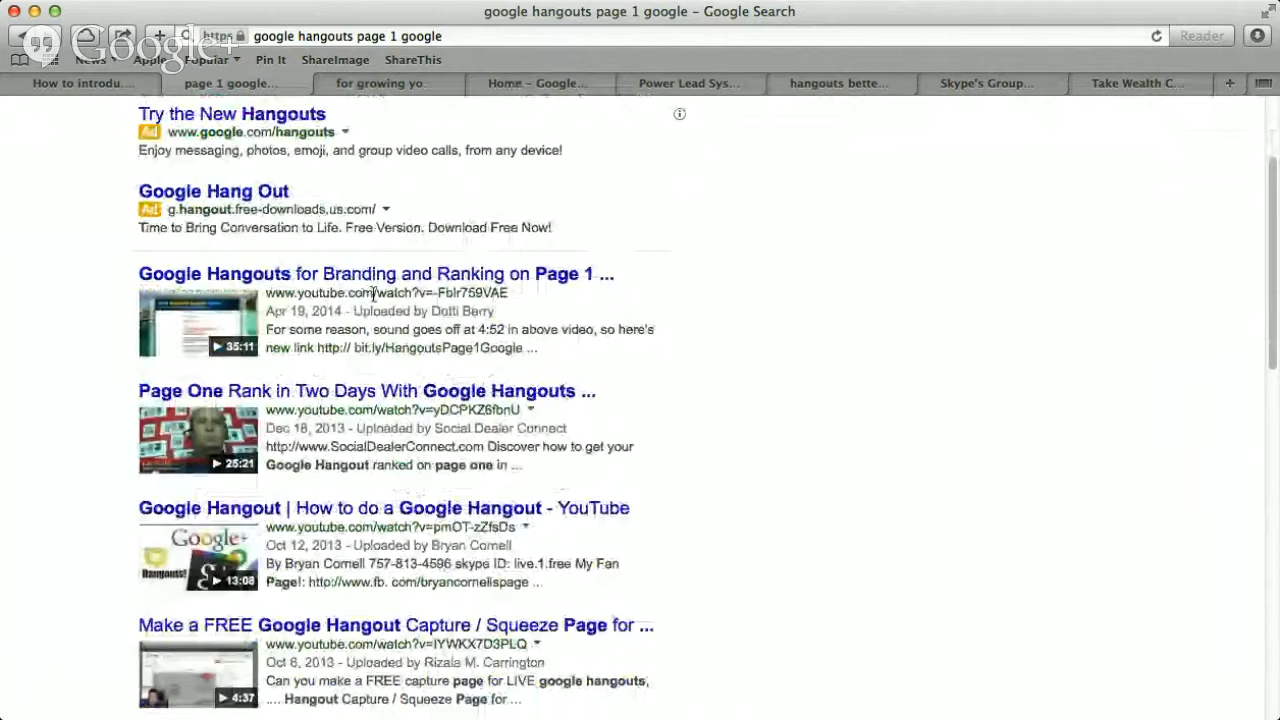 google hangouts page 1 google – Google Search
Google+
https google hangouts page 1 google Reader
News Apple Popular Pin It ShareImage ShareThis
How to introdu... page 1 google... for growing yo Home – Google... Power Lead Sys... hangouts bette... Skype's Group... Take Wealth C...
Try the New Hangouts
Ad www.google.com/hangouts
Enjoy messaging, photos, emoji, and group video calls, from any device!
Google Hang Out
Ad g.hangout.free-downloads.us.com/
Time to Bring Conversation to Life. Free Version. Download Free Now!
Google Hangouts for Branding and Ranking on Page 1 ...
www.youtube.com/watch?v=-Fblr759VAE
Apr 19, 2014 - Uploaded by Dotti Berry
For some reason, sound goes off at 4:52 in above video, so here's
35:11 new link http:// bit.ly/HangoutsPage1Google ...
Page One Rank in Two Days With Google Hangouts ...
www.youtube.com/watch?v=yDCPKZ6fbnU
Dec 18, 2013 - Uploaded by Social Dealer Connect
http://www.SocialDealerConnect.com Discover how to get your
25:21 Google Hangout ranked on page one in ...
Google Hangout | How to do a Google Hangout - YouTube
www.youtube.com/watch?v=pmOT-zZfsDs
Google+ Oct 12, 2013 - Uploaded by Bryan Cornell
By Bryan Cornell 757-813-4596 skype ID: live.1.free My Fan
Hangouts! 13:08 Page!: http://www.fb. com/bryancornellspage ...
Make a FREE Google Hangout Capture / Squeeze Page for ...
www.youtube.com/watch?v=IYWKX7D3PLQ
Oct 6, 2013 - Uploaded by Rizala M. Carrington
Can you make a FREE capture page for LIVE google hangouts,
4:37 .... Hangout Capture / Squeeze Page for ...